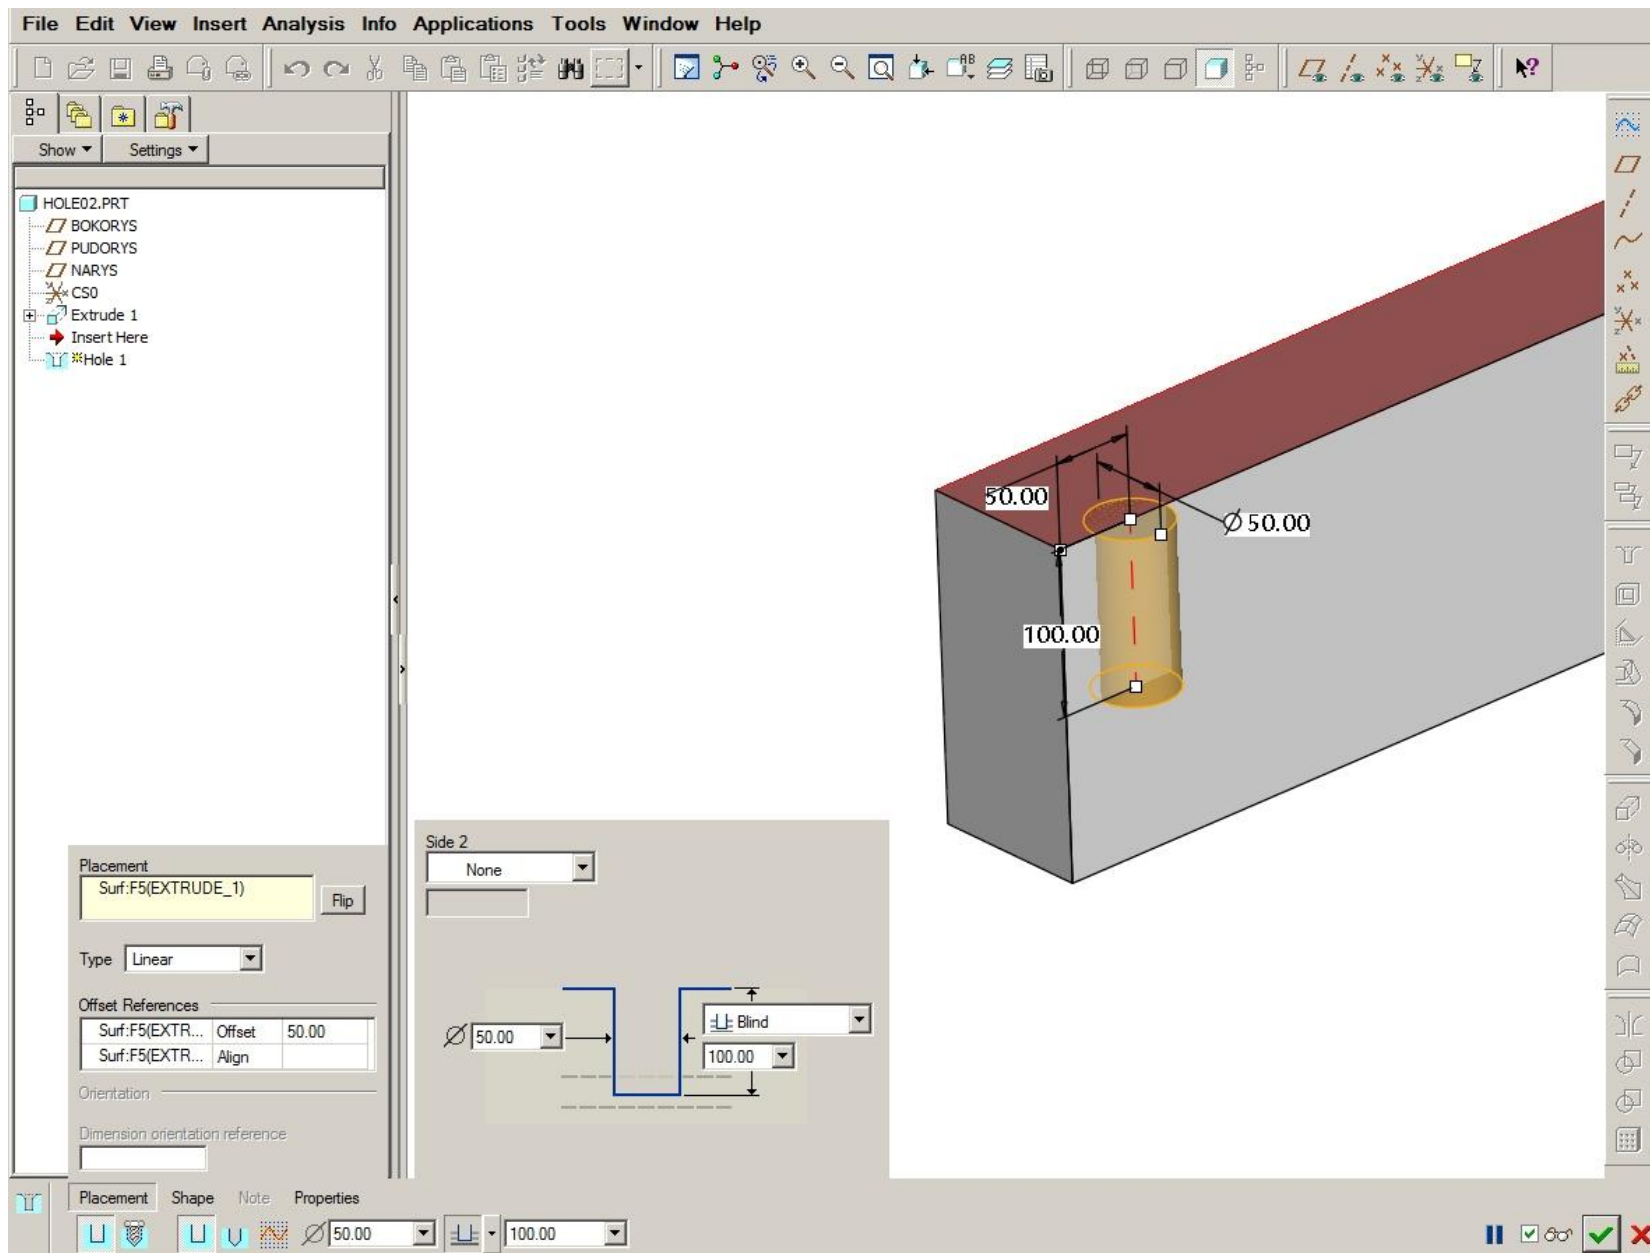 File Edit View Insert Analysis Info Applications Tools Window Help
Show Settings
HOLE02.PRT
BOKORYS
PUDORYS
NARYS
CS0
Extrude 1
Insert Here
Hole 1
50.00
Ø 50.00
100.00
Placement
Surf:F5(EXTRUDE_1)
Flip
Type Linear
Offset References
Surf:F5(EXTR... Offset 50.00
Surf:F5(EXTR... Align
Orientation
Dimension orientation reference
Side 2
None
Ø 50.00
Blind
100.00
Placement Shape Note Properties
Ø 50.00 100.00